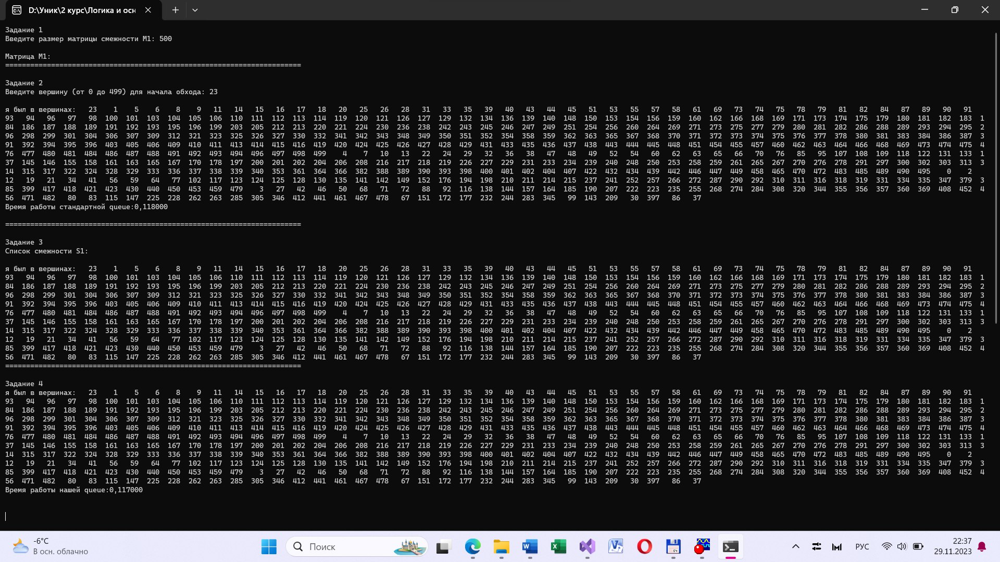 D:\Уник\2 курс\Логика и осн
Задание 1
Введите размер матрицы смежности M1: 500
Матрица M1:
=======================================================================
Задание 2
Введите вершину (от 0 до 499) для начала обхода: 23
я был в вершинах: 23 1 5 6 8 9 11 14 15 16 17 18 20 25 26 28 31 33 35 39 40 43 44 45 51 53 55 57 58 61 69 73 74 75 78 79 81 82 84 87 89 90 91
93 94 96 97 98 100 101 103 104 105 106 110 111 112 113 114 119 120 121 126 127 129 132 134 136 139 140 148 150 153 154 156 159 160 162 166 168 169 171 173 174 175 179 180 181 182 183 1
84 186 187 188 189 191 192 193 195 196 199 203 205 212 213 220 221 224 230 236 238 242 243 245 246 247 249 251 254 256 260 264 269 271 273 275 277 279 280 281 282 286 288 289 293 294 295 2
96 298 299 301 304 306 307 309 312 321 323 325 326 327 330 332 341 342 343 348 349 350 351 352 354 358 359 362 363 365 367 368 370 371 372 373 374 375 376 377 378 380 381 383 384 386 387 3
91 392 394 395 396 403 405 406 409 410 411 413 414 415 416 419 420 424 425 426 427 428 429 431 433 435 436 437 438 443 444 445 448 451 454 455 457 460 462 463 464 466 468 469 473 474 475 4
76 477 480 481 484 486 487 488 491 492 493 494 496 497 498 499 4 7 10 13 22 24 29 32 36 38 47 48 49 52 54 60 62 63 65 66 70 76 85 95 107 108 109 118 122 131 133 1
37 145 146 155 158 161 163 165 167 170 178 197 200 201 202 204 206 208 216 217 218 219 226 227 229 231 233 234 239 240 248 250 253 258 259 261 265 267 270 276 278 291 297 300 302 303 313 3
14 315 317 322 324 328 329 333 336 337 338 339 340 353 361 364 366 382 388 389 390 393 398 400 401 402 404 407 422 432 434 439 442 446 447 449 458 465 470 472 483 485 489 490 495 0 2
12 19 21 34 41 56 59 64 77 102 117 123 124 125 128 130 135 141 142 149 152 176 194 198 210 211 214 215 237 241 252 257 266 272 287 290 292 310 311 316 318 319 331 334 335 347 379 3
85 399 417 418 421 423 430 440 450 453 459 479 3 27 42 46 50 68 71 72 88 92 116 138 144 157 164 185 190 207 222 223 235 255 268 274 284 308 320 344 355 356 357 360 369 408 452 4
56 471 482 80 83 115 147 225 228 262 263 285 305 346 412 441 461 467 478 67 151 172 177 232 244 283 345 99 143 209 30 397 86 37
Время работы стандартной queue:0,118000
=======================================================================
Задание 3
Список смежности S1:
я был в вершинах: 23 1 5 6 8 9 11 14 15 16 17 18 20 25 26 28 31 33 35 39 40 43 44 45 51 53 55 57 58 61 69 73 74 75 78 79 81 82 84 87 89 90 91
93 94 96 97 98 100 101 103 104 105 106 110 111 112 113 114 119 120 121 126 127 129 132 134 136 139 140 148 150 153 154 156 159 160 162 166 168 169 171 173 174 175 179 180 181 182 183 1
84 186 187 188 189 191 192 193 195 196 199 203 205 212 213 220 221 224 230 236 238 242 243 245 246 247 249 251 254 256 260 264 269 271 273 275 277 279 280 281 282 286 288 289 293 294 295 2
96 298 299 301 304 306 307 309 312 321 323 325 326 327 330 332 341 342 343 348 349 350 351 352 354 358 359 362 363 365 367 368 370 371 372 373 374 375 376 377 378 380 381 383 384 386 387 3
91 392 394 395 396 403 405 406 409 410 411 413 414 415 416 419 420 424 425 426 427 428 429 431 433 435 436 437 438 443 444 445 448 451 454 455 457 460 462 463 464 466 468 469 473 474 475 4
76 477 480 481 484 486 487 488 491 492 493 494 496 497 498 499 4 7 10 13 22 24 29 32 36 38 47 48 49 52 54 60 62 63 65 66 70 76 85 95 107 108 109 118 122 131 133 1
37 145 146 155 158 161 163 165 167 170 178 197 200 201 202 204 206 208 216 217 218 219 226 227 229 231 233 234 239 240 248 250 253 258 259 261 265 267 270 276 278 291 297 300 302 303 313 3
14 315 317 322 324 328 329 333 336 337 338 339 340 353 361 364 366 382 388 389 390 393 398 400 401 402 404 407 422 432 434 439 442 446 447 449 458 465 470 472 483 485 489 490 495 0 2
12 19 21 34 41 56 59 64 77 102 117 123 124 125 128 130 135 141 142 149 152 176 194 198 210 211 214 215 237 241 252 257 266 272 287 290 292 310 311 316 318 319 331 334 335 347 379 3
85 399 417 418 421 423 430 440 450 453 459 479 3 27 42 46 50 68 71 72 88 92 116 138 144 157 164 185 190 207 222 223 235 255 268 274 284 308 320 344 355 356 357 360 369 408 452 4
56 471 482 80 83 115 147 225 228 262 263 285 305 346 412 441 461 467 478 67 151 172 177 232 244 283 345 99 143 209 30 397 86 37
=======================================================================
Задание 4
я был в вершинах: 23 1 5 6 8 9 11 14 15 16 17 18 20 25 26 28 31 33 35 39 40 43 44 45 51 53 55 57 58 61 69 73 74 75 78 79 81 82 84 87 89 90 91
93 94 96 97 98 100 101 103 104 105 106 110 111 112 113 114 119 120 121 126 127 129 132 134 136 139 140 148 150 153 154 156 159 160 162 166 168 169 171 173 174 175 179 180 181 182 183 1
84 186 187 188 189 191 192 193 195 196 199 203 205 212 213 220 221 224 230 236 238 242 243 245 246 247 249 251 254 256 260 264 269 271 273 275 277 279 280 281 282 286 288 289 293 294 295 2
96 298 299 301 304 306 307 309 312 321 323 325 326 327 330 332 341 342 343 348 349 350 351 352 354 358 359 362 363 365 367 368 370 371 372 373 374 375 376 377 378 380 381 383 384 386 387 3
91 392 394 395 396 403 405 406 409 410 411 413 414 415 416 419 420 424 425 426 427 428 429 431 433 435 436 437 438 443 444 445 448 451 454 455 457 460 462 463 464 466 468 469 473 474 475 4
76 477 480 481 484 486 487 488 491 492 493 494 496 497 498 499 4 7 10 13 22 24 29 32 36 38 47 48 49 52 54 60 62 63 65 66 70 76 85 95 107 108 109 118 122 131 133 1
37 145 146 155 158 161 163 165 167 170 178 197 200 201 202 204 206 208 216 217 218 219 226 227 229 231 233 234 239 240 248 250 253 258 259 261 265 267 270 276 278 291 297 300 302 303 313 3
14 315 317 322 324 328 329 333 336 337 338 339 340 353 361 364 366 382 388 389 390 393 398 400 401 402 404 407 422 432 434 439 442 446 447 449 458 465 470 472 483 485 489 490 495 0 2
12 19 21 34 41 56 59 64 77 102 117 123 124 125 128 130 135 141 142 149 152 176 194 198 210 211 214 215 237 241 252 257 266 272 287 290 292 310 311 316 318 319 331 334 335 347 379 3
85 399 417 418 421 423 430 440 450 453 459 479 3 27 42 46 50 68 71 72 88 92 116 138 144 157 164 185 190 207 222 223 235 255 268 274 284 308 320 344 355 356 357 360 369 408 452 4
56 471 482 80 83 115 147 225 228 262 263 285 305 346 412 441 461 467 478 67 151 172 177 232 244 283 345 99 143 209 30 397 86 37
Время работы нашей queue:0,117000
-6°C
В осн. облачно
Поиск
РУС
22:37
29.11.2023